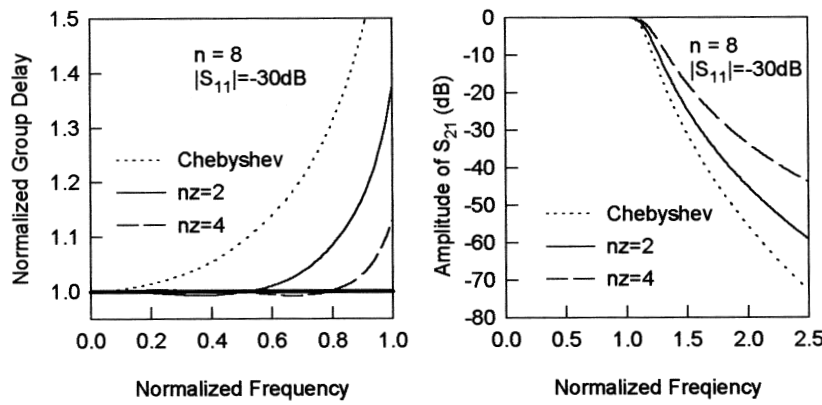 1.5
1.4
1.3
1.2
1.1
1.0
0.0 0.2 0.4 0.6 0.8 1.0
Normalized Group Delay
Normalized Frequency
n = 8
|S11|=-30dB
Chebyshev
nz=2
nz=4
0
-10
-20
-30
-40
-50
-60
-70
-80
0.0 0.5 1.0 1.5 2.0 2.5
Amplitude of S21 (dB)
Normalized Freqiency
n = 8
|S11|=-30dB
Chebyshev
nz=2
nz=4